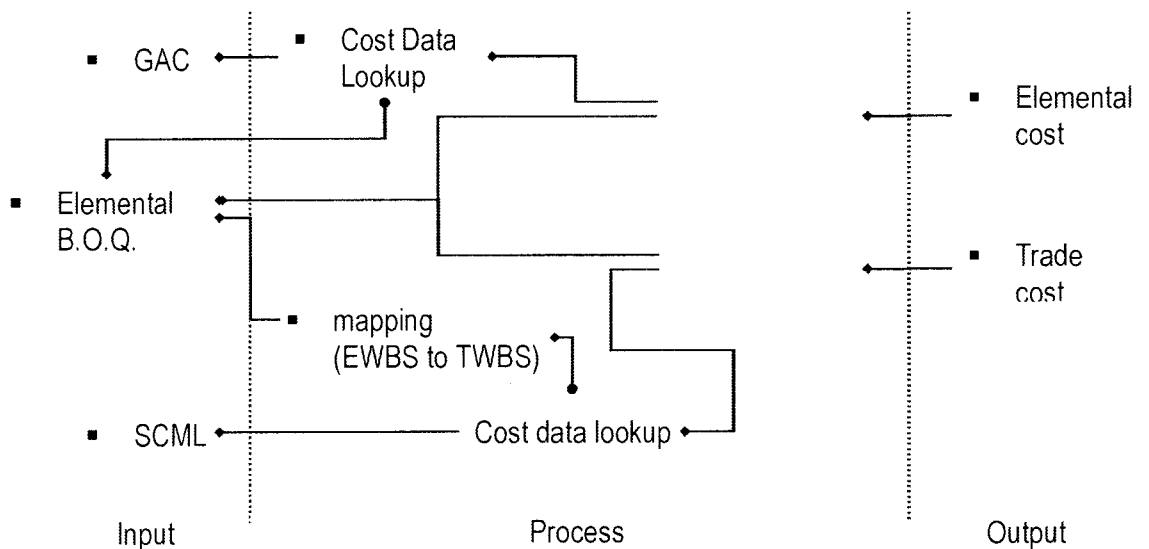 GAC
Cost Data
Lookup
Elemental
cost
Elemental
B.O.Q.
Trade
cost
mapping
(EWBS to TWBS)
SCML
Cost data lookup
Input
Process
Output